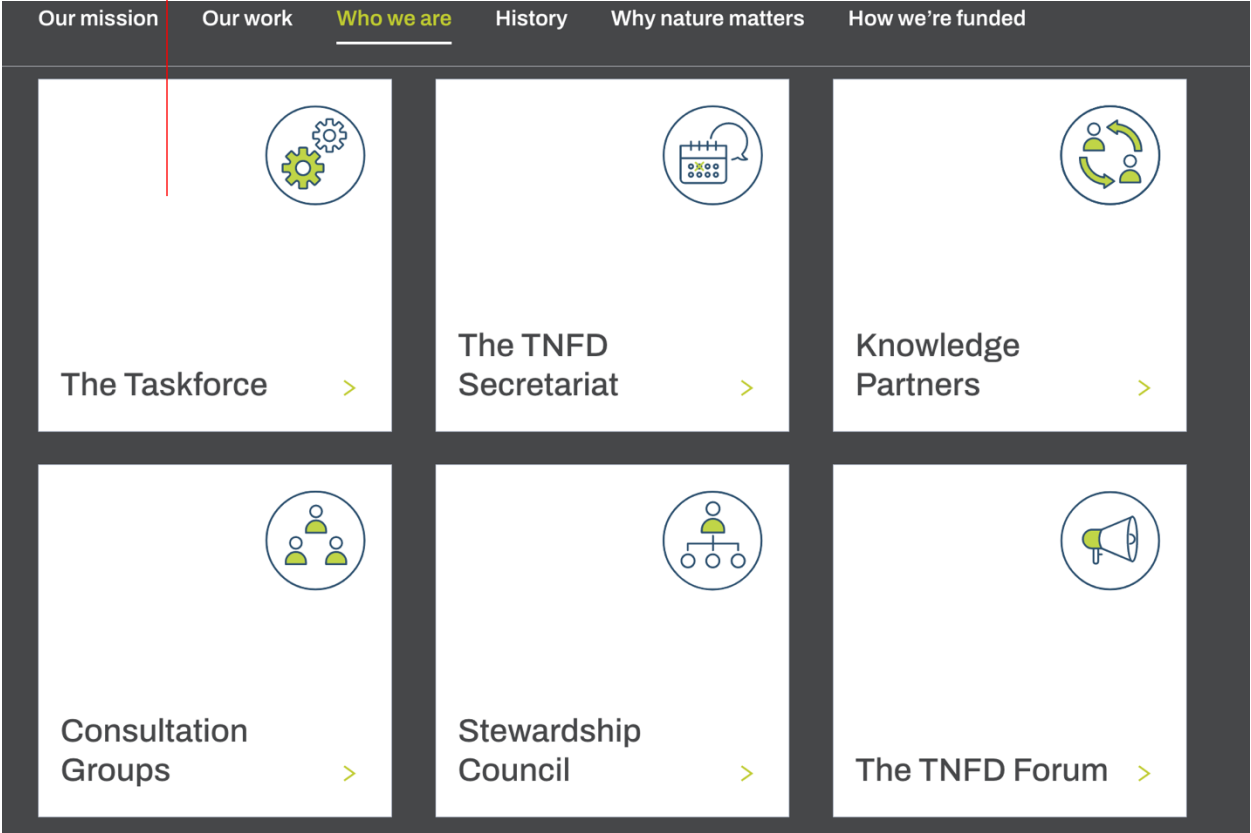 Our mission Our work Who we are History Why nature matters How we’re funded
The Taskforce
The TNFD
Secretariat
Knowledge
Partners
Consultation
Groups
Stewardship
Council
The TNFD Forum